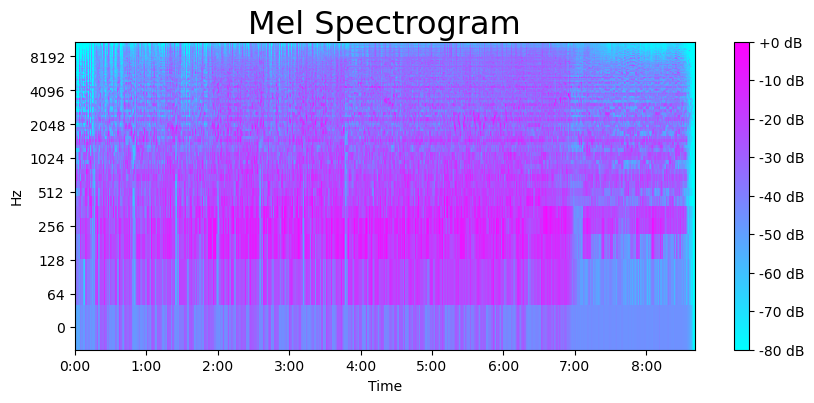 Mel Spectrogram
8192
4096
2048
1024
512
256
128
64
0
Hz
0:00 1:00 2:00 3:00 4:00 5:00 6:00 7:00 8:00
Time
+0 dB
-10 dB
-20 dB
-30 dB
-40 dB
-50 dB
-60 dB
-70 dB
-80 dB